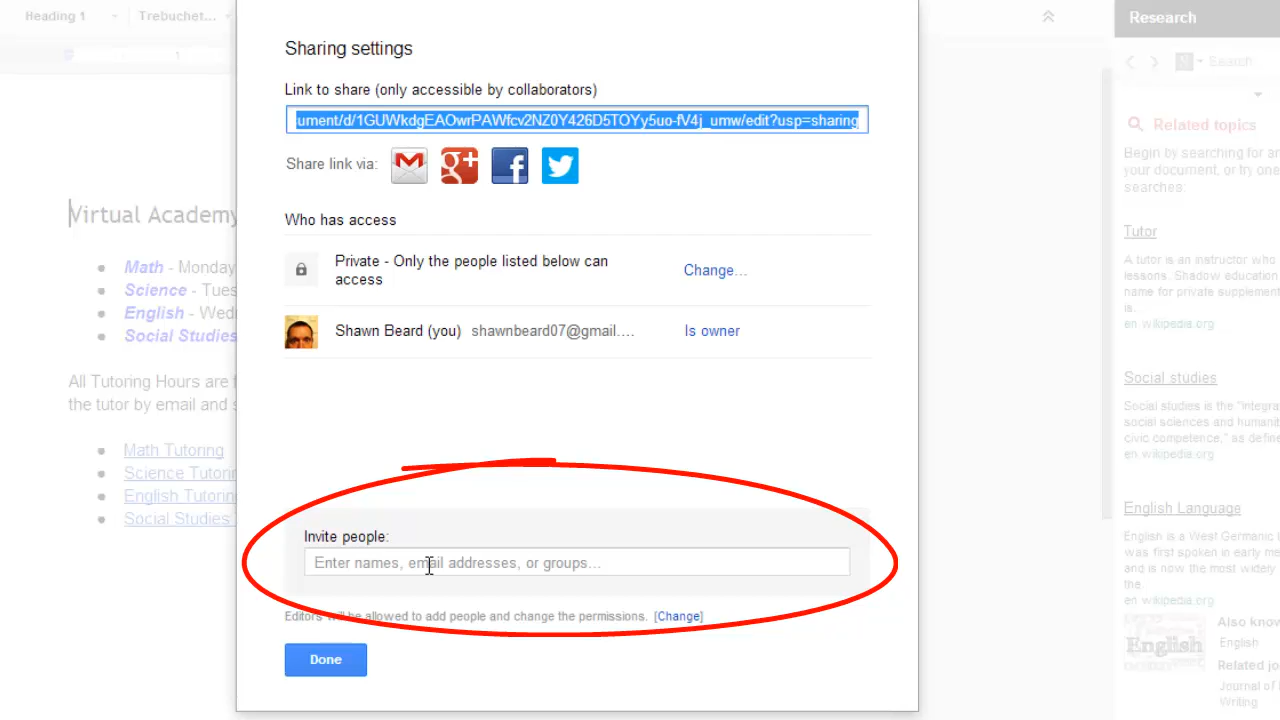 Heading 1
Trebuchet...
1
Research
Search
Sharing settings
Link to share (only accessible by collaborators)
ument/d/1GUWkdgEAOwrPAWfcv2NZ0Y426D5TOYy5uo-fV4j_umw/edit?usp=sharing
Share link via:
Who has access
Private - Only the people listed below can
access
Change...
Shawn Beard (you) shawnbeard07@gmail....
Is owner
Invite people:
Enter names, email addresses, or groups...
Editors will be allowed to add people and change the permissions. [Change]
Done
Virtual Academy
Math - Monday
Science - Tues
English - Wedn
Social Studies
All Tutoring Hours are f
the tutor by email and s
Math Tutoring
Science Tutorin
English Tutoring
Social Studies
Related topics
Begin by searching for an
your document, or try one
searches:
Tutor
A tutor is an instructor who
lessons. Shadow education
name for private supplement
is...
en.wikipedia.org
Social studies
Social studies is the "integra
social sciences and humanit
civic competence," as define
en.wikipedia.org
English Language
English is a West Germanic L
was first spoken in early me
and is now the most widely
the...
en.wikipedia.org
English
Also know
English
Related jo
Journal of
Writing